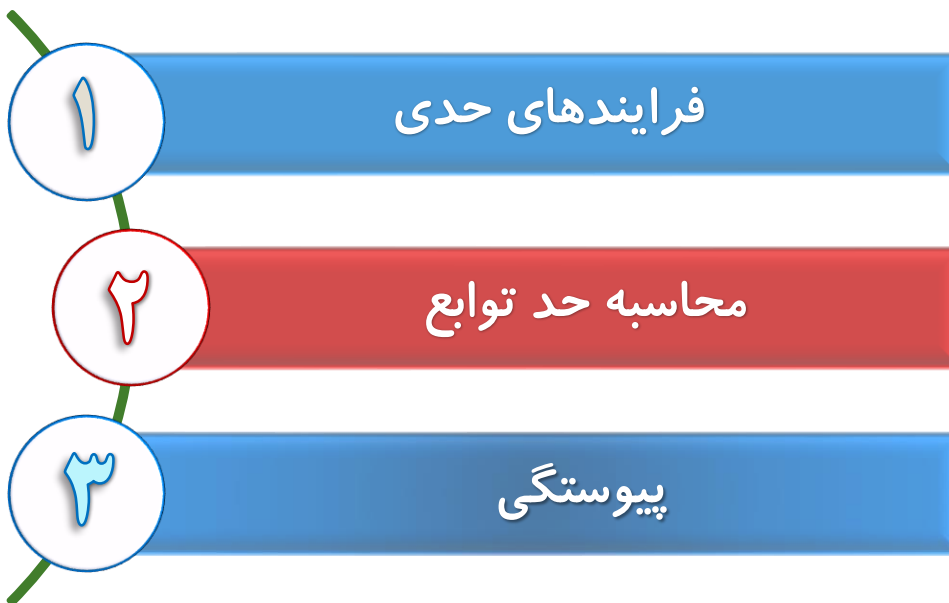 ۱
فرایندهای حدی
۲
محاسبه حد توابع
۳
پیوستگی